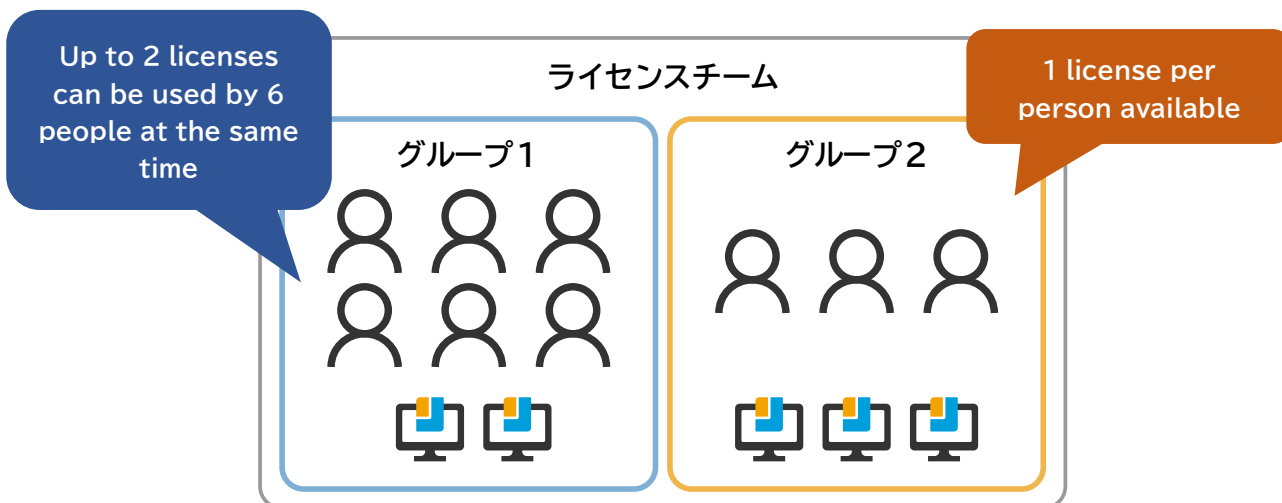 Up to 2 licenses
can be used by 6
people at the same
time
ライセンスチーム
1 license per
person available
グループ1
グループ2